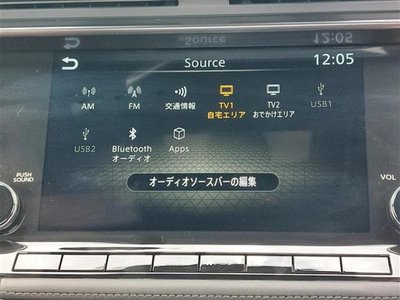 Source
12:05
AM
FM
交通情報
TV1
自宅エリア
TV2
おでかけエリア
USB1
USB2
Bluetooth
オーディオ
Apps
オーディオソースバーの編集
PUSH
SOUND
VOL